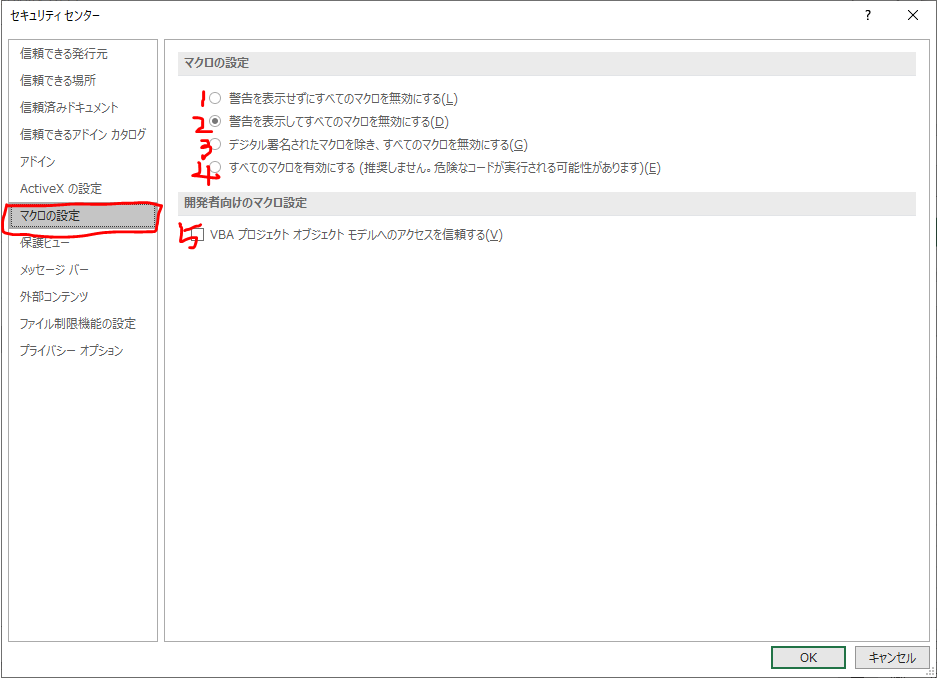 セキュリティ センター
?
信頼できる発行元
信頼できる場所
信頼済みドキュメント
信頼できるアドイン カタログ
アドイン
ActiveX の設定
マクロの設定
保護ビュー
メッセージ バー
外部コンテンツ
ファイル制限機能の設定
プライバシー オプション
マクロの設定
1 警告を表示せずにすべてのマクロを無効にする(L)
2 警告を表示してすべてのマクロを無効にする(D)
3 デジタル署名されたマクロを除き、すべてのマクロを無効にする(G)
4 すべてのマクロを有効にする (推奨しません。危険なコードが実行される可能性があります)(E)
開発者向けのマクロ設定
5 VBA プロジェクト オブジェクト モデルへのアクセスを信頼する(V)
OK
キャンセル